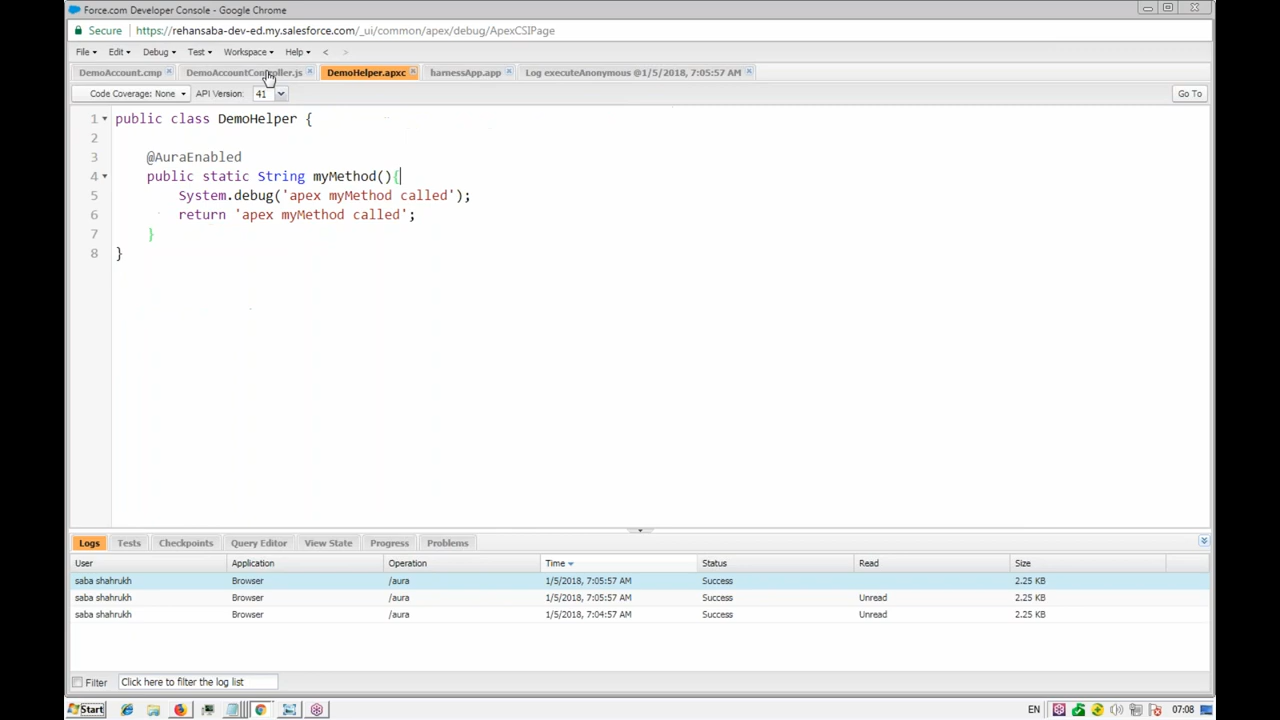 Force.com Developer Console - Google Chrome
Secure https://rehansaba-dev-ed.my.salesforce.com/_ui/common/apex/debug/ApexCSIPage
File Edit Debug Test Workspace Help < >
DemoAccount.cmp DemoAccountController.js DemoHelper.apxc harnessApp.app Log executeAnonymous @1/5/2018, 7:05:57 AM
Code Coverage: None API Version: 41 Go To
1 public class DemoHelper {
2
3 @AuraEnabled
4 public static String myMethod(){
5 System.debug('apex myMethod called');
6 return 'apex myMethod called';
7 }
8 }
Logs Tests Checkpoints Query Editor View State Progress Problems
User Application Operation Time Status Read Size
saba shahrukh Browser /aura 1/5/2018, 7:05:57 AM Success 2.25 KB
saba shahrukh Browser /aura 1/5/2018, 7:05:57 AM Success Unread 2.25 KB
saba shahrukh Browser /aura 1/5/2018, 7:04:57 AM Success Unread 2.25 KB
Filter Click here to filter the log list
Start EN 07:08